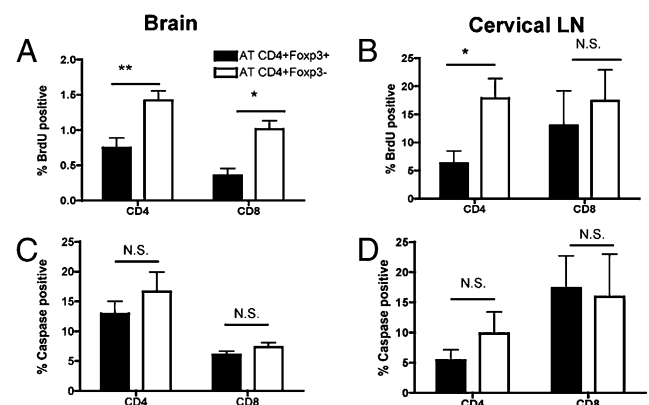 Brain
Cervical LN
A
AT CD4+Foxp3+
AT CD4+Foxp3-
% BrdU positive
2.0
1.5
1.0
0.5
0.0
**
*
CD4
CD8
B
% BrdU positive
25
20
15
10
5
0
*
N.S.
CD4
CD8
C
% Caspase positive
25
20
15
10
5
0
N.S.
N.S.
CD4
CD8
D
% Caspase positive
25
20
15
10
5
0
N.S.
N.S.
CD4
CD8